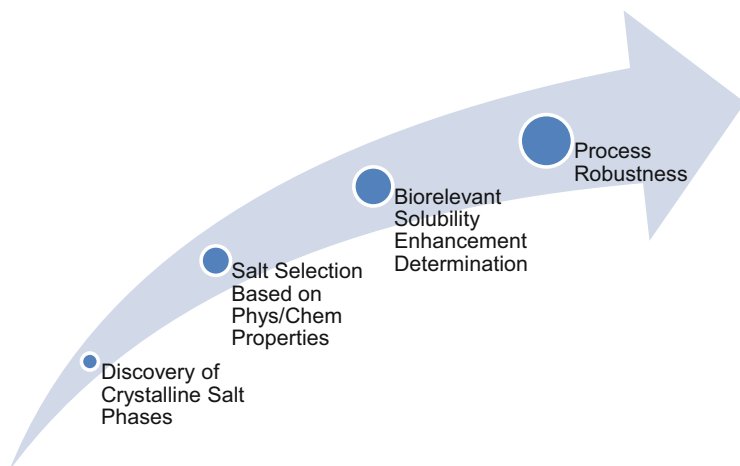 Discovery of
Crystalline Salt
Phases
Salt Selection
Based on
Phys/Chem
Properties
Biorelevant
Solubility
Enhancement
Determination
Process
Robustness